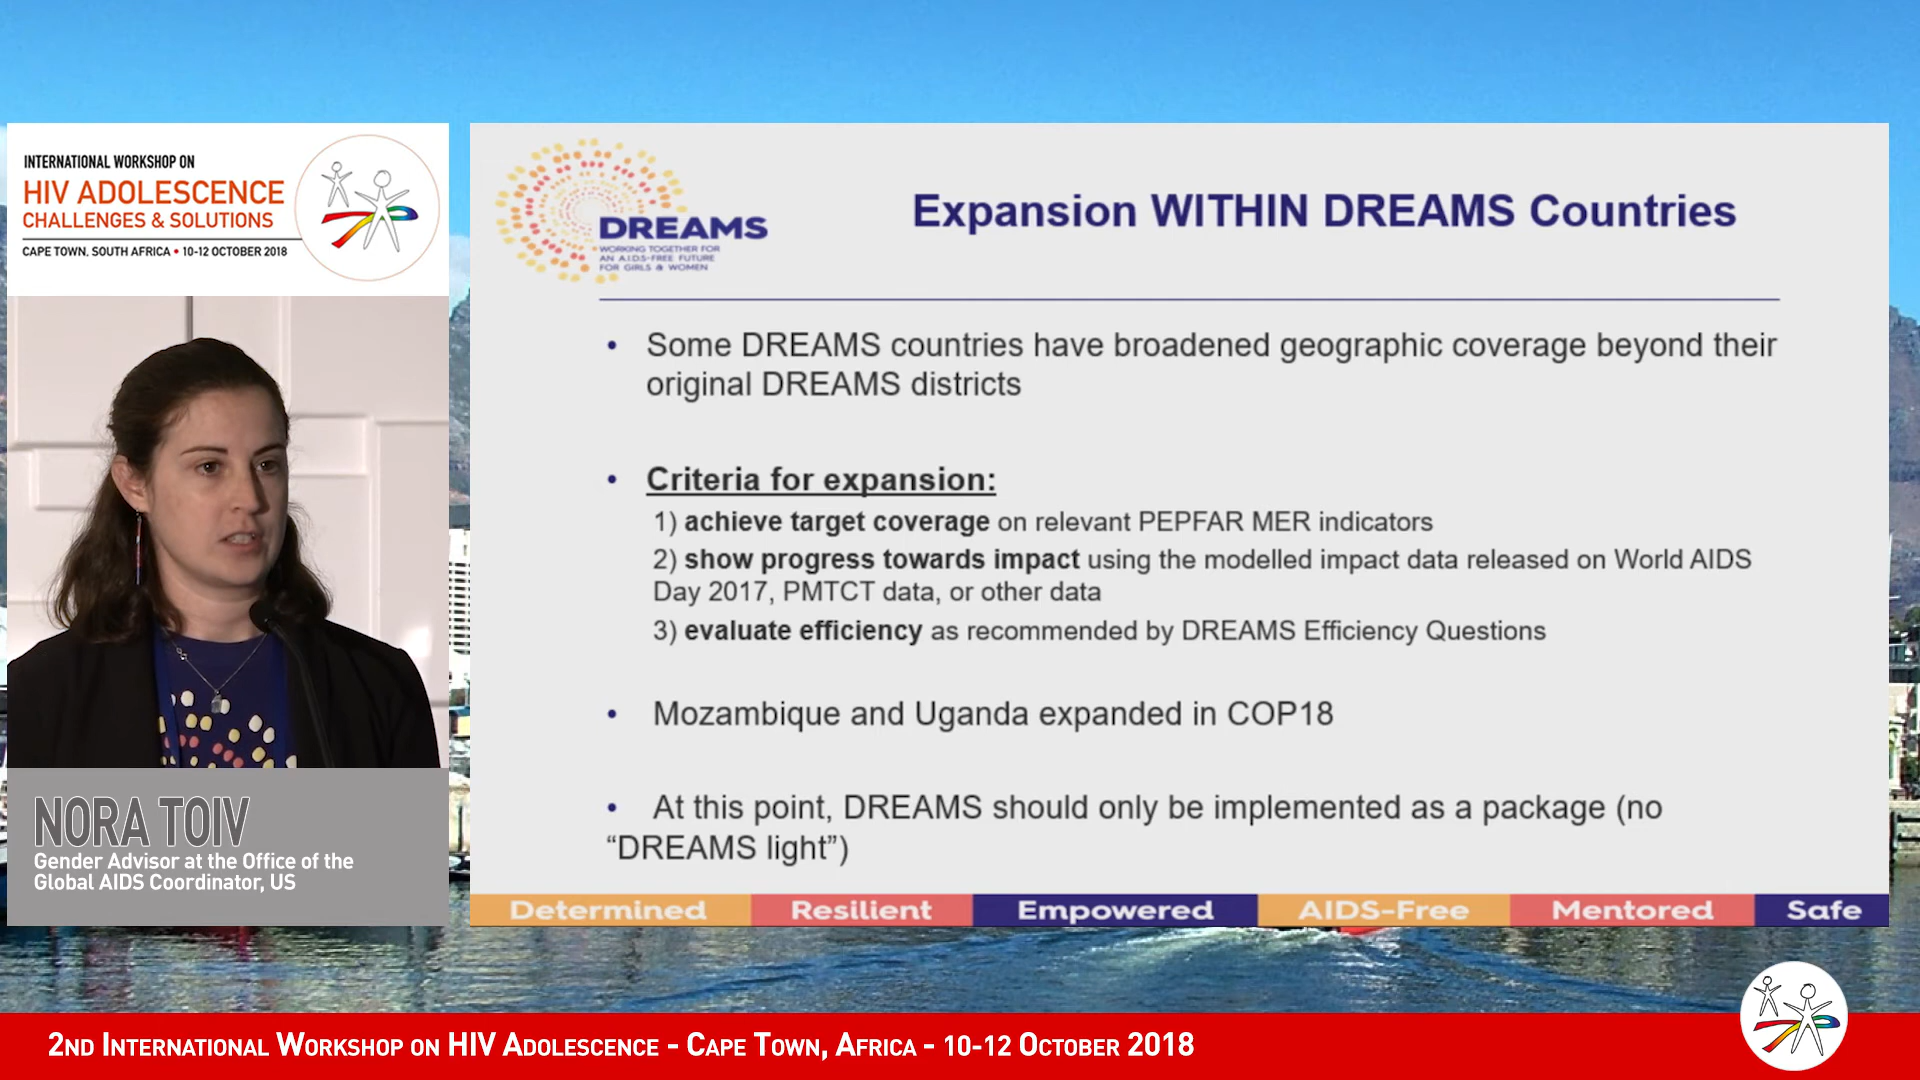 INTERNATIONAL WORKSHOP ON
HIV ADOLESCENCE
CHALLENGES & SOLUTIONS
CAPE TOWN, SOUTH AFRICA • 10-12 OCTOBER 2018
NORA TOIV
Gender Advisor at the Office of the
Global AIDS Coordinator, US
DREAMS
WORKING TOGETHER FOR
AN A.I.D.S-FREE FUTURE
FOR GIRLS & WOMEN
Expansion WITHIN DREAMS Countries
• Some DREAMS countries have broadened geographic coverage beyond their
original DREAMS districts
• Criteria for expansion:
1) achieve target coverage on relevant PEPFAR MER indicators
2) show progress towards impact using the modelled impact data released on World AIDS
Day 2017, PMTCT data, or other data
3) evaluate efficiency as recommended by DREAMS Efficiency Questions
• Mozambique and Uganda expanded in COP18
• At this point, DREAMS should only be implemented as a package (no
“DREAMS light”)
Determined Resilient Empowered AIDS-Free Mentored Safe
2ND INTERNATIONAL WORKSHOP ON HIV ADOLESCENCE - CAPE TOWN, AFRICA - 10-12 OCTOBER 2018